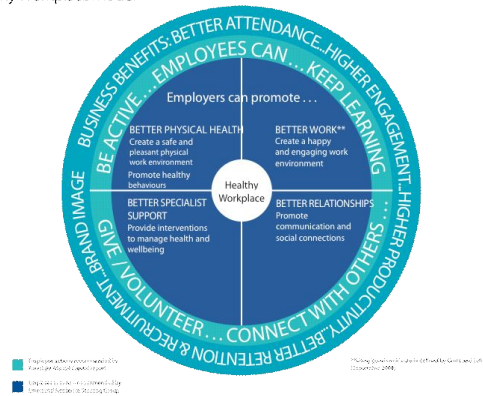 BUSINESS BENEFITS: BETTER ATTENDANCE...HIGHER ENGAGEMENT...HIGHER PRODUCTIVITY...BETTER RETENTION & RECRUITMENT...BRAND IMAGE
EMPLOYEES CAN... KEEP LEARNING
CONNECT WITH OTHERS...
GIVE / VOLUNTEER...
BE ACTIVE...
Employers can promote...
BETTER PHYSICAL HEALTH
Create a safe and
pleasant physical
work environment
Promote healthy
behaviours
BETTER WORK**
Create a happy
and engaging work
environment
Healthy
Workplace
BETTER SPECIALIST
SUPPORT
Provide interventions
to manage health and
wellbeing
BETTER RELATIONSHIPS
Promote
communication and
social connections